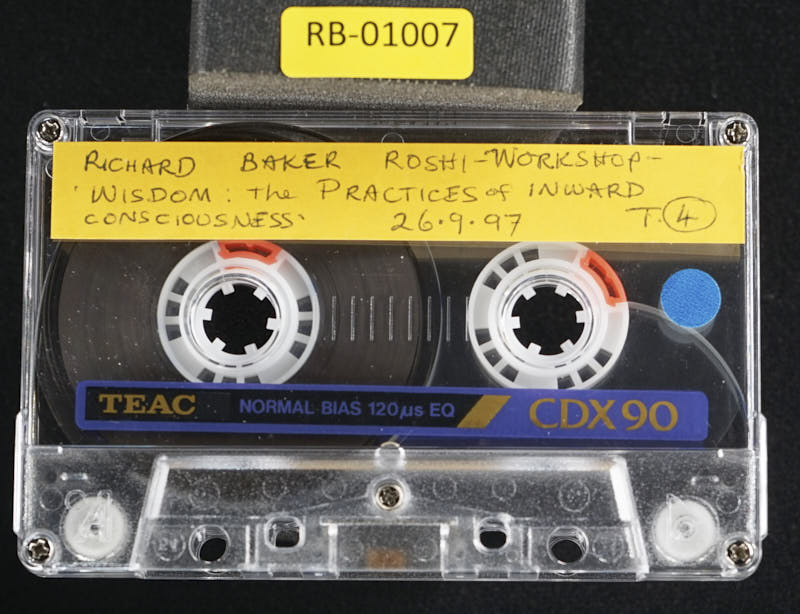 RB-01007
RICHARD BAKER ROSHI-WORKSHOP-
'WISDOM: the PRACTICES of INWARD
CONSCIOUSNESS' 26.9.97 T. 4
TEAC NORMAL BIAS 120µs EQ CDX90